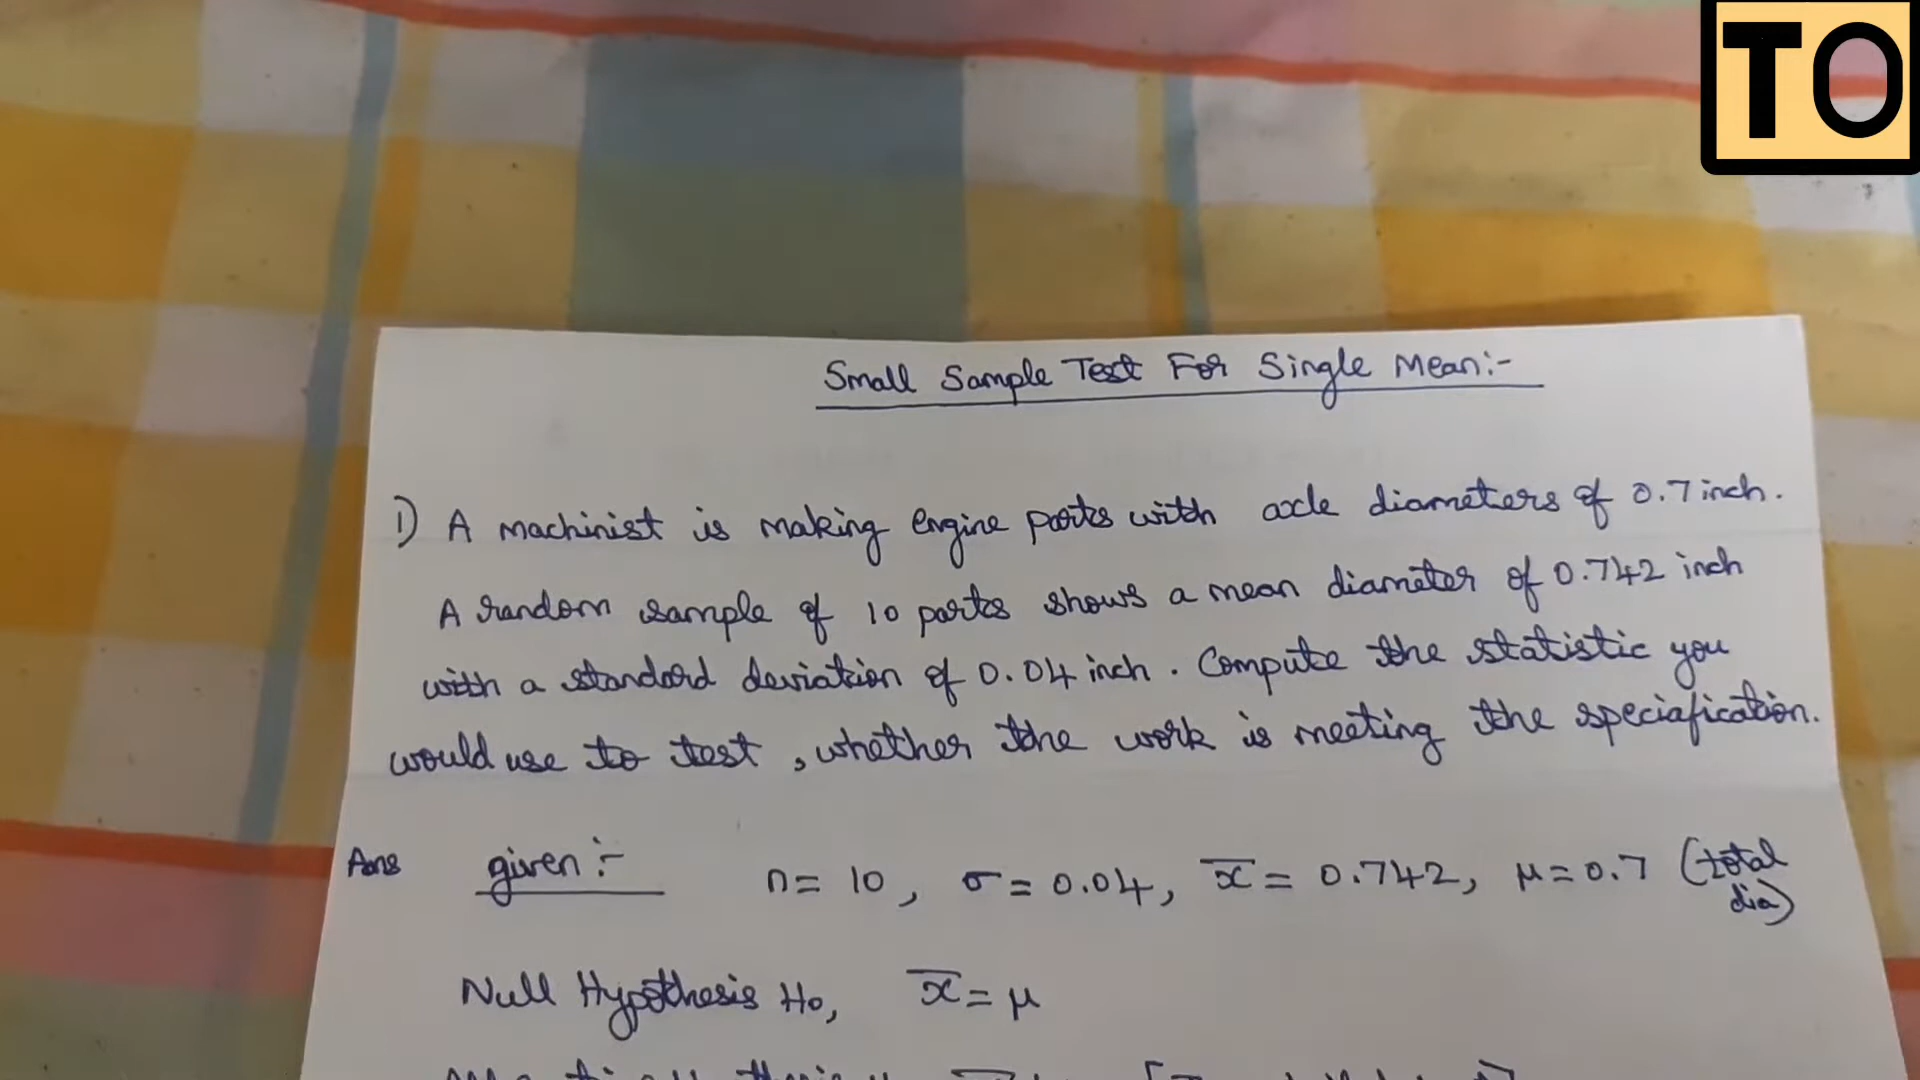 TO
Small Sample Test For Single Mean:-
1) A machinist is making engine parts with axle diameters of 0.7 inch.
A random sample of 10 parts shows a mean diameter of 0.742 inch
with a standard deviation of 0.04 inch. Compute the statistic you
would use to test, whether the work is meeting the speciafication.
Ans given:- n = 10, σ = 0.04, x̅ = 0.742, μ = 0.7 (total
dia)
Null Hypothesis H₀, x̅ = μ